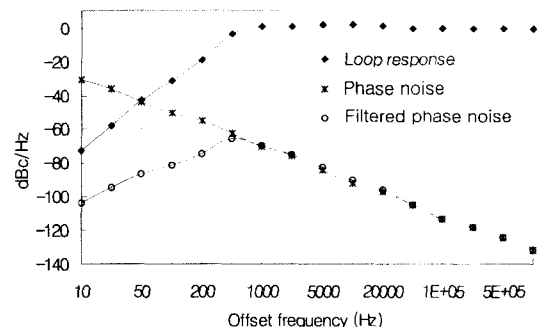 0
-20
-40
-60
-80
-100
-120
-140
dBc/Hz
Loop response
Phase noise
Filtered phase noise
10 50 200 1000 5000 20000 1E+05 5E+05
Offset frequency (Hz)